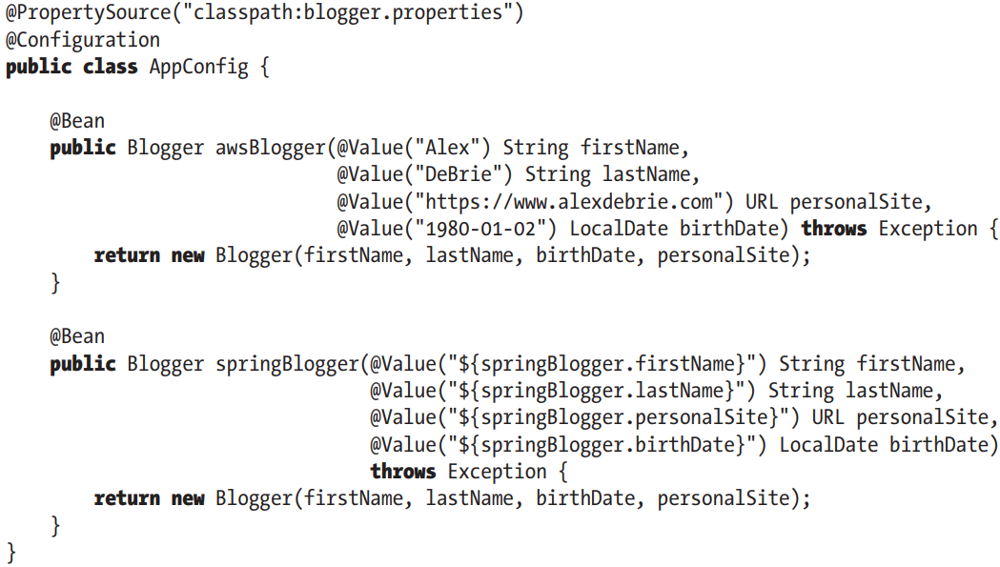 @PropertySource("classpath:blogger.properties")
@Configuration
public class AppConfig {
@Bean
public Blogger awsBlogger(@Value("Alex") String firstName,
@Value("DeBrie") String lastName,
@Value("https://www.alexdebrie.com") URL personalSite,
@Value("1980-01-02") LocalDate birthDate) throws Exception {
return new Blogger(firstName, lastName, birthDate, personalSite);
}
@Bean
public Blogger springBlogger(@Value("${springBlogger.firstName}") String firstName,
@Value("${springBlogger.lastName}") String lastName,
@Value("${springBlogger.personalSite}") URL personalSite,
@Value("${springBlogger.birthDate}") LocalDate birthDate)
throws Exception {
return new Blogger(firstName, lastName, birthDate, personalSite);
}
}